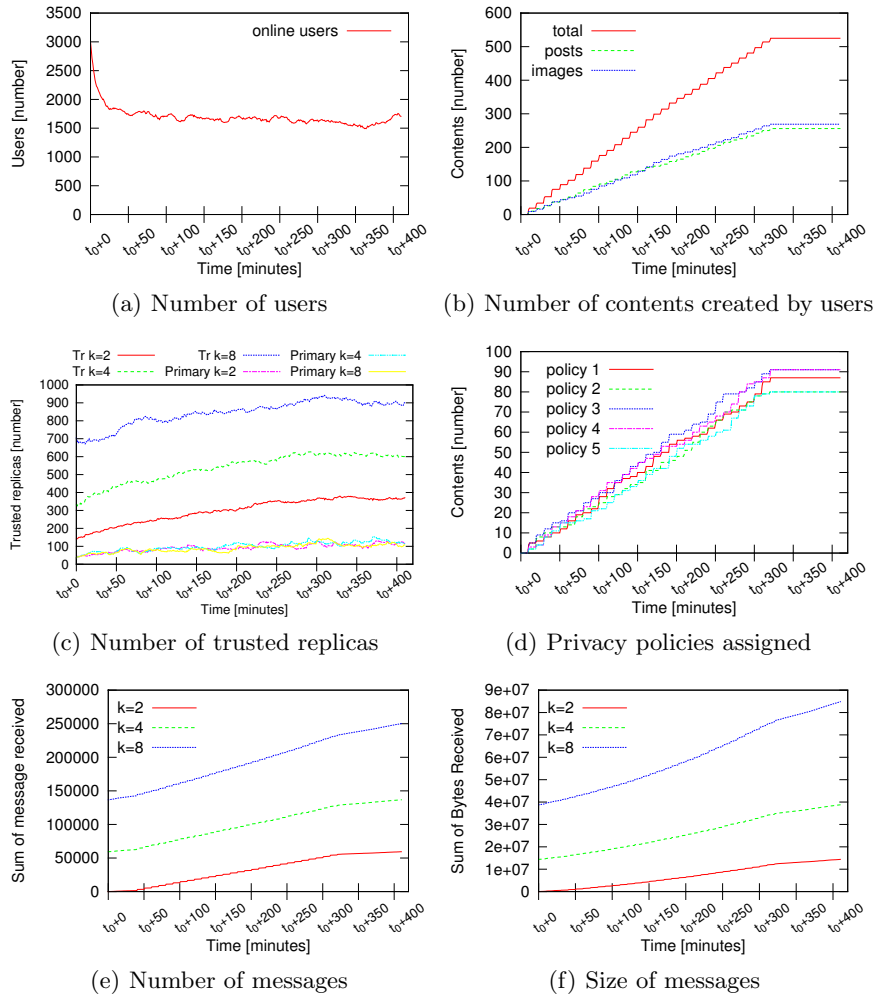 3500
3000
2500
2000
1500
1000
500
0
Users [number]
online users
t0+0
t0+50
t0+100
t0+150
t0+200
t0+250
t0+300
t0+350
t0+400
Time [minutes]
(a) Number of users
600
500
400
300
200
100
0
Contents [number]
total
posts
images
t0+0
t0+50
t0+100
t0+150
t0+200
t0+250
t0+300
t0+350
t0+400
Time [minutes]
(b) Number of contents created by users
Tr k=2
Tr k=4
Tr k=8
Primary k=2
Primary k=4
Primary k=8
1000
900
800
700
600
500
400
300
200
100
0
Trusted replicas [number]
t0+0
t0+50
t0+100
t0+150
t0+200
t0+250
t0+300
t0+350
t0+400
Time [minutes]
(c) Number of trusted replicas
100
90
80
70
60
50
40
30
20
10
0
Contents [number]
policy 1
policy 2
policy 3
policy 4
policy 5
t0+0
t0+50
t0+100
t0+150
t0+200
t0+250
t0+300
t0+350
t0+400
Time [minutes]
(d) Privacy policies assigned
300000
250000
200000
150000
100000
50000
0
Sum of message received
k=2
k=4
k=8
t0+0
t0+50
t0+100
t0+150
t0+200
t0+250
t0+300
t0+350
t0+400
Time [minutes]
(e) Number of messages
9e+07
8e+07
7e+07
6e+07
5e+07
4e+07
3e+07
2e+07
1e+07
0
Sum of Bytes Received
k=2
k=4
k=8
t0+0
t0+50
t0+100
t0+150
t0+200
t0+250
t0+300
t0+350
t0+400
Time [minutes]
(f) Size of messages